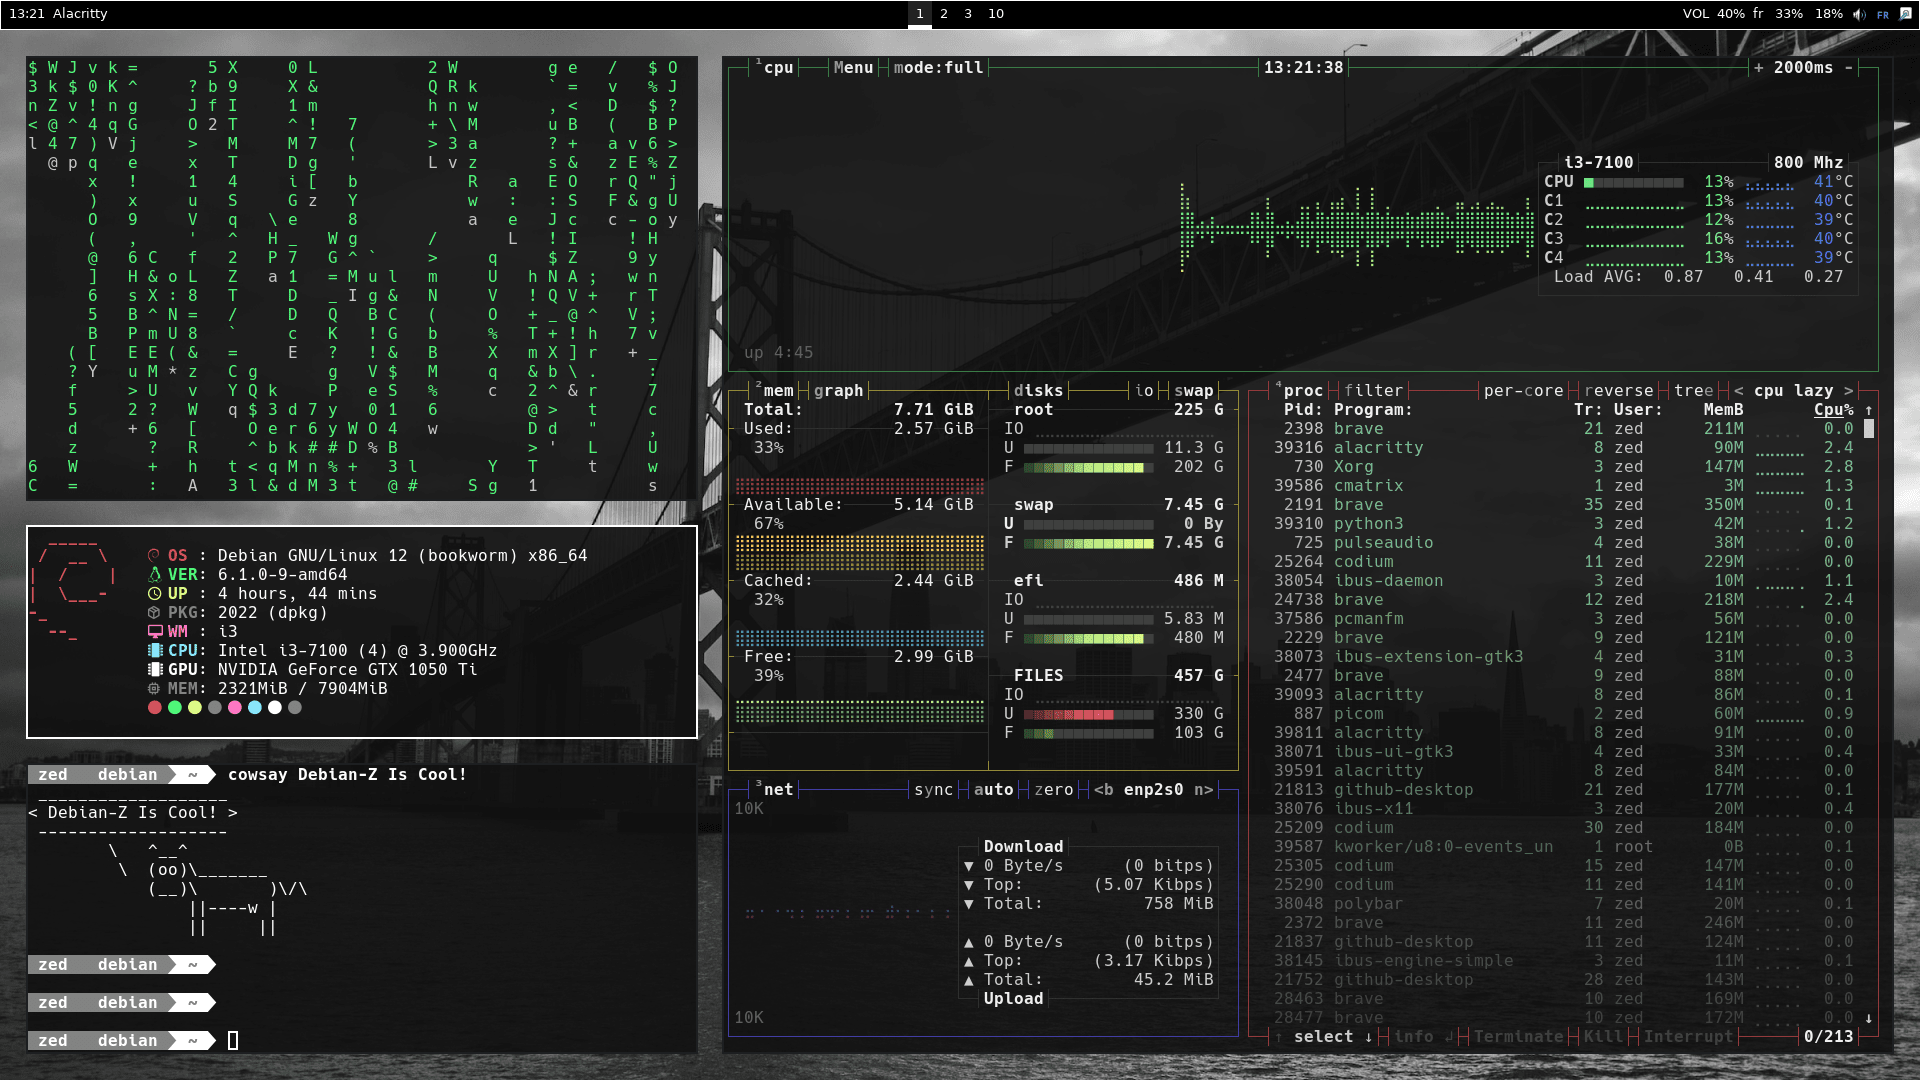 13:21 Alacritty
1 2 3 10
VOL 40% fr 33% 18% FR
¹cpu Menu mode:full 13:21:38 + 2000ms -
i3-7100 800 Mhz
CPU 13% 41°C
C1 13% 40°C
C2 12% 39°C
C3 16% 40°C
C4 13% 39°C
Load AVG: 0.87 0.41 0.27
up 4:45
OS : Debian GNU/Linux 12 (bookworm) x86_64
VER: 6.1.0-9-amd64
UP : 4 hours, 44 mins
PKG: 2022 (dpkg)
WM : i3
CPU: Intel i3-7100 (4) @ 3.900GHz
GPU: NVIDIA GeForce GTX 1050 Ti
MEM: 2321MiB / 7904MiB
zed debian ~ cowsay Debian-Z Is Cool!
___________________
< Debian-Z Is Cool! >
-------------------
\ ^__^
\ (oo)\_______
(__)\ )\/\
||----w |
|| ||
zed debian ~
zed debian ~
zed debian ~
²mem graph
Total: 7.71 GiB
Used: 2.57 GiB
33%
Available: 5.14 GiB
67%
Cached: 2.44 GiB
32%
Free: 2.99 GiB
39%
disks io swap
root 225 G
IO
U 11.3 G
F 202 G
swap 7.45 G
U 0 By
F 7.45 G
efi 486 M
IO
U 5.83 M
F 480 M
FILES 457 G
IO
U 330 G
F 103 G
³net sync auto zero <b enp2s0 n>
10K
Download
▼ 0 Byte/s (0 bitps)
▼ Top: (5.07 Kibps)
▼ Total: 758 MiB
▲ 0 Byte/s (0 bitps)
▲ Top: (3.17 Kibps)
▲ Total: 45.2 MiB
Upload
10K
⁴proc filter per-core reverse tree < cpu lazy >
Pid: Program: Tr: User: MemB Cpu% ↑
2398 brave 21 zed 211M 0.0
39316 alacritty 8 zed 90M 2.4
730 Xorg 3 zed 147M 2.8
39586 cmatrix 1 zed 3M 1.3
2191 brave 35 zed 350M 0.1
39310 python3 3 zed 42M 1.2
725 pulseaudio 4 zed 38M 0.0
25264 codium 11 zed 229M 0.0
38054 ibus-daemon 3 zed 10M 1.1
24738 brave 12 zed 218M 2.4
37586 pcmanfm 3 zed 56M 0.0
2229 brave 9 zed 121M 0.0
38073 ibus-extension-gtk3 4 zed 31M 0.3
2477 brave 9 zed 88M 0.0
39093 alacritty 8 zed 86M 0.1
887 picom 2 zed 60M 0.9
39811 alacritty 8 zed 91M 0.0
38071 ibus-ui-gtk3 4 zed 33M 0.4
39591 alacritty 8 zed 84M 0.0
21813 github-desktop 21 zed 177M 0.1
38076 ibus-x11 3 zed 20M 0.4
25209 codium 30 zed 184M 0.0
39587 kworker/u8:0-events_un 1 root 0B 0.1
25305 codium 15 zed 147M 0.0
25290 codium 11 zed 141M 0.0
38048 polybar 7 zed 20M 0.1
2372 brave 11 zed 246M 0.0
21837 github-desktop 11 zed 124M 0.0
38145 ibus-engine-simple 3 zed 11M 0.1
21752 github-desktop 28 zed 143M 0.0
28463 brave 10 zed 169M 0.0
28477 brave 10 zed 172M 0.0 ↓
↑ select ↓ info ↲ Terminate Kill Interrupt 0/213